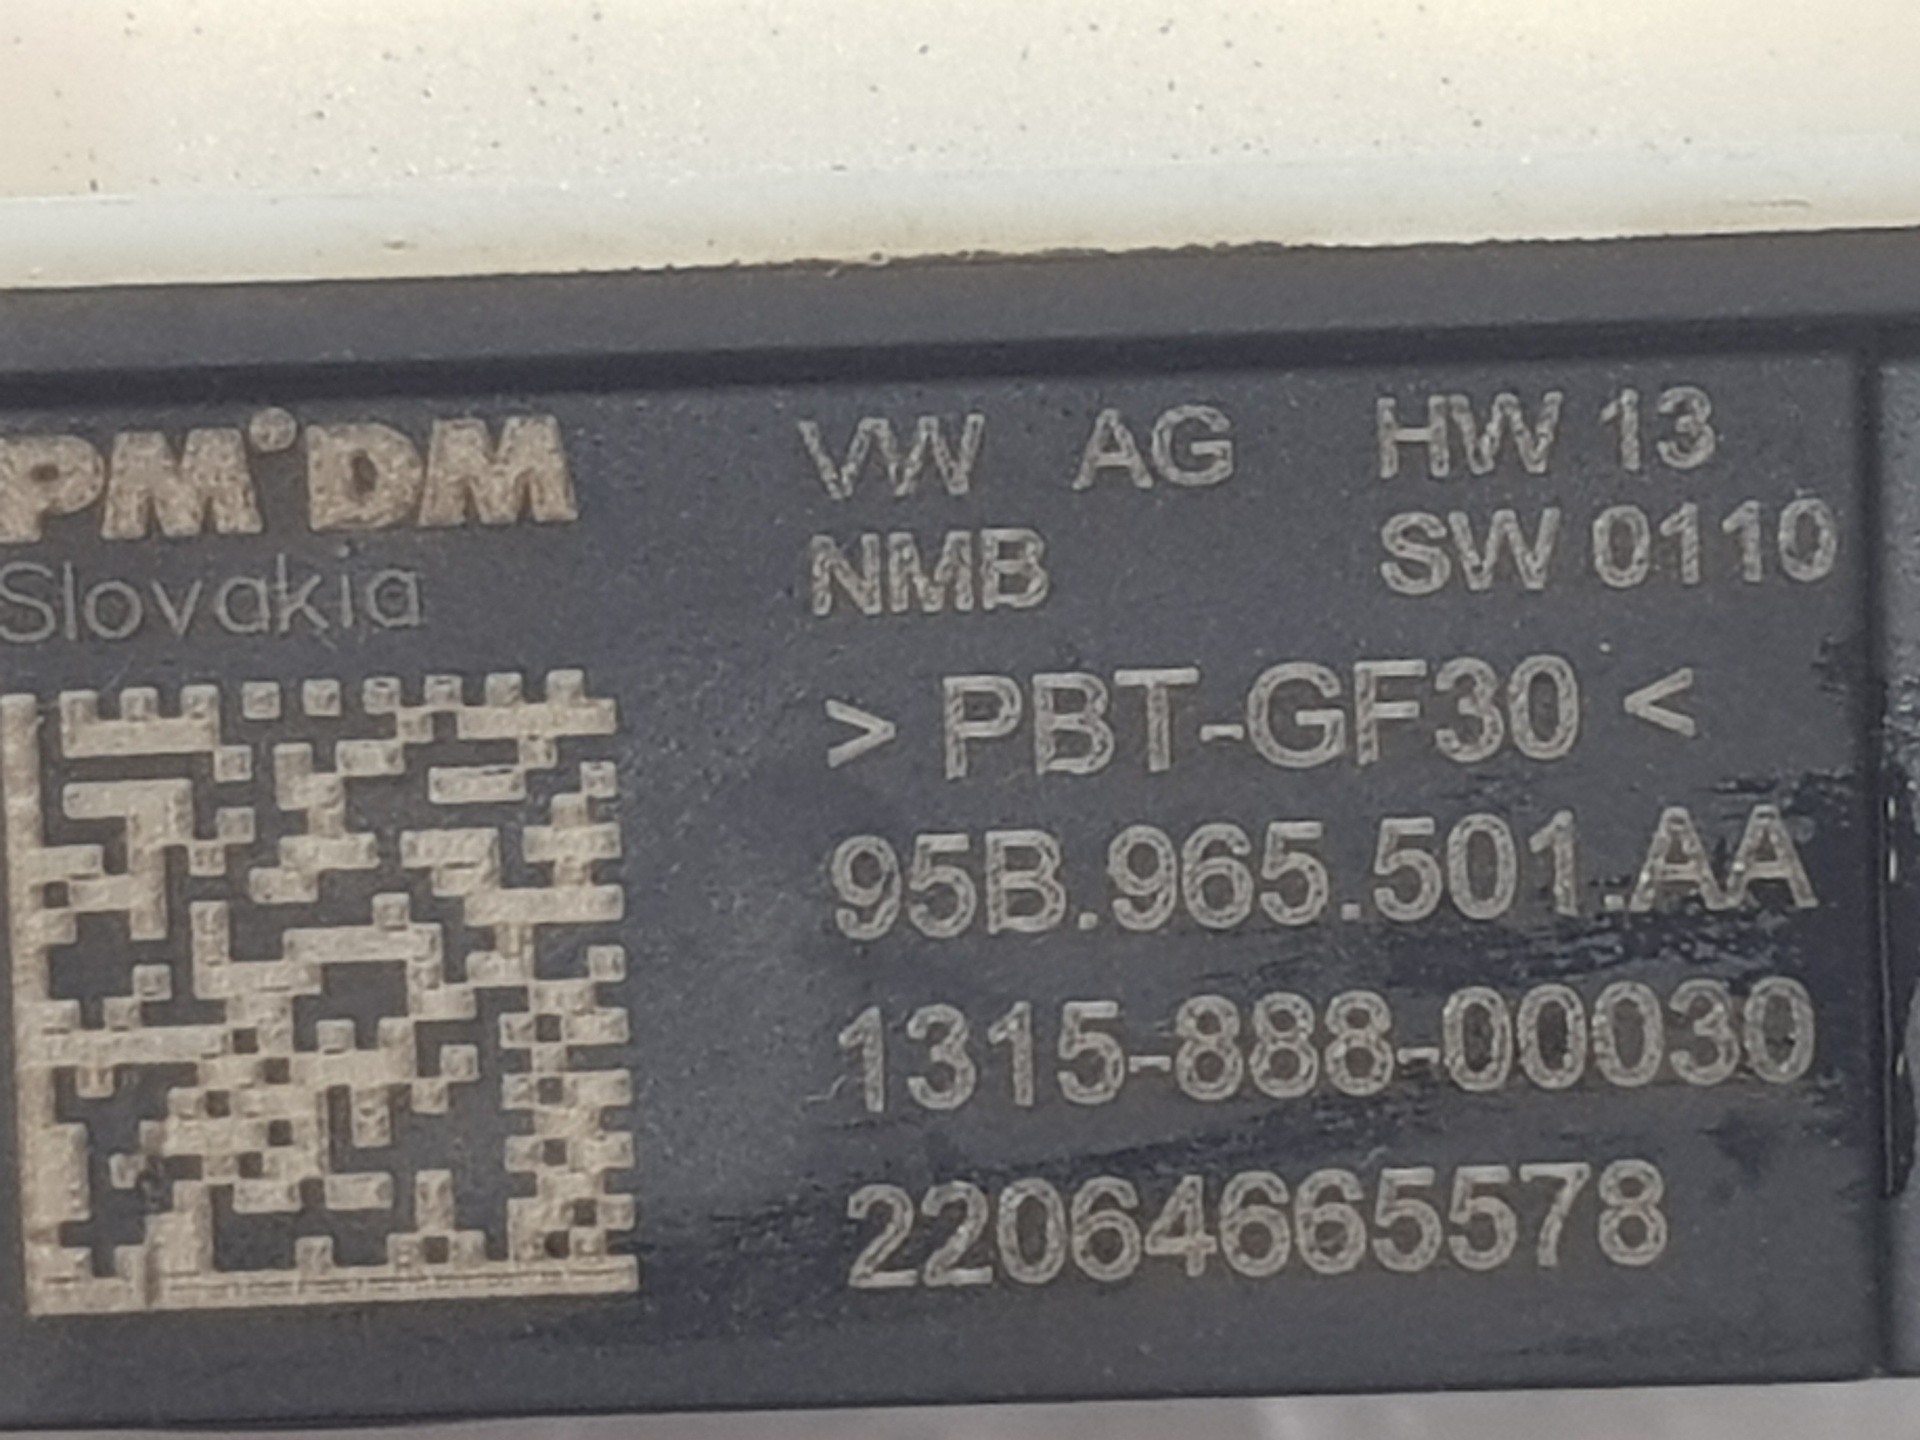 PM°DM
Slovakia
VW AG HW 13
NMB SW 0110
> PBT-GF30 <
95B.965.501.AA
1315-888-00030
22064665578